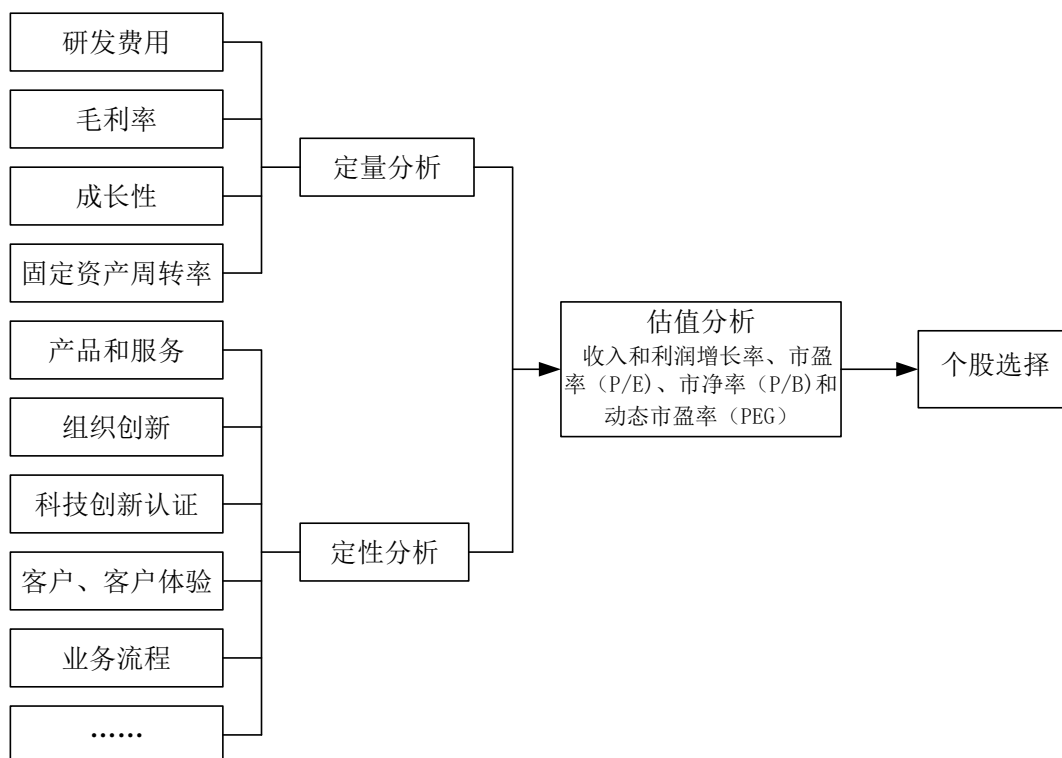 研发费用
毛利率
成长性
固定资产周转率
产品和服务
组织创新
科技创新认证
客户、客户体验
业务流程
……
定量分析
定性分析
估值分析
收入和利润增长率、市盈
率（P/E）、市净率（P/B)和
动态市盈率（PEG）
个股选择